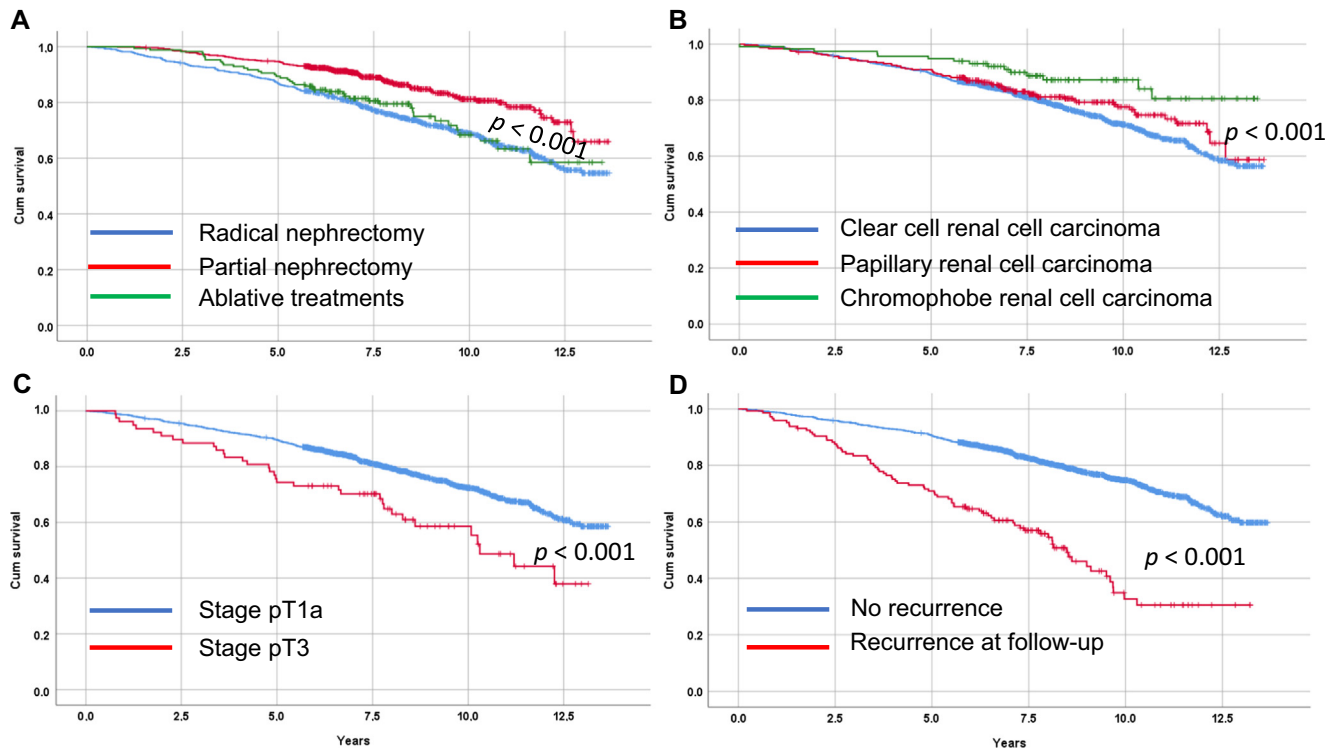 A
Cum survival
1.0
0.8
0.6
0.4
0.2
0.0
p < 0.001
Radical nephrectomy
Partial nephrectomy
Ablative treatments
0.0 2.5 5.0 7.5 10.0 12.5
B
Cum survival
1.0
0.8
0.6
0.4
0.2
0.0
p < 0.001
Clear cell renal cell carcinoma
Papillary renal cell carcinoma
Chromophobe renal cell carcinoma
0.0 2.5 5.0 7.5 10.0 12.5
C
Cum survival
1.0
0.8
0.6
0.4
0.2
0.0
p < 0.001
Stage pT1a
Stage pT3
0.0 2.5 5.0 7.5 10.0 12.5
Years
D
Cum survival
1.0
0.8
0.6
0.4
0.2
0.0
p < 0.001
No recurrence
Recurrence at follow-up
0.0 2.5 5.0 7.5 10.0 12.5
Years